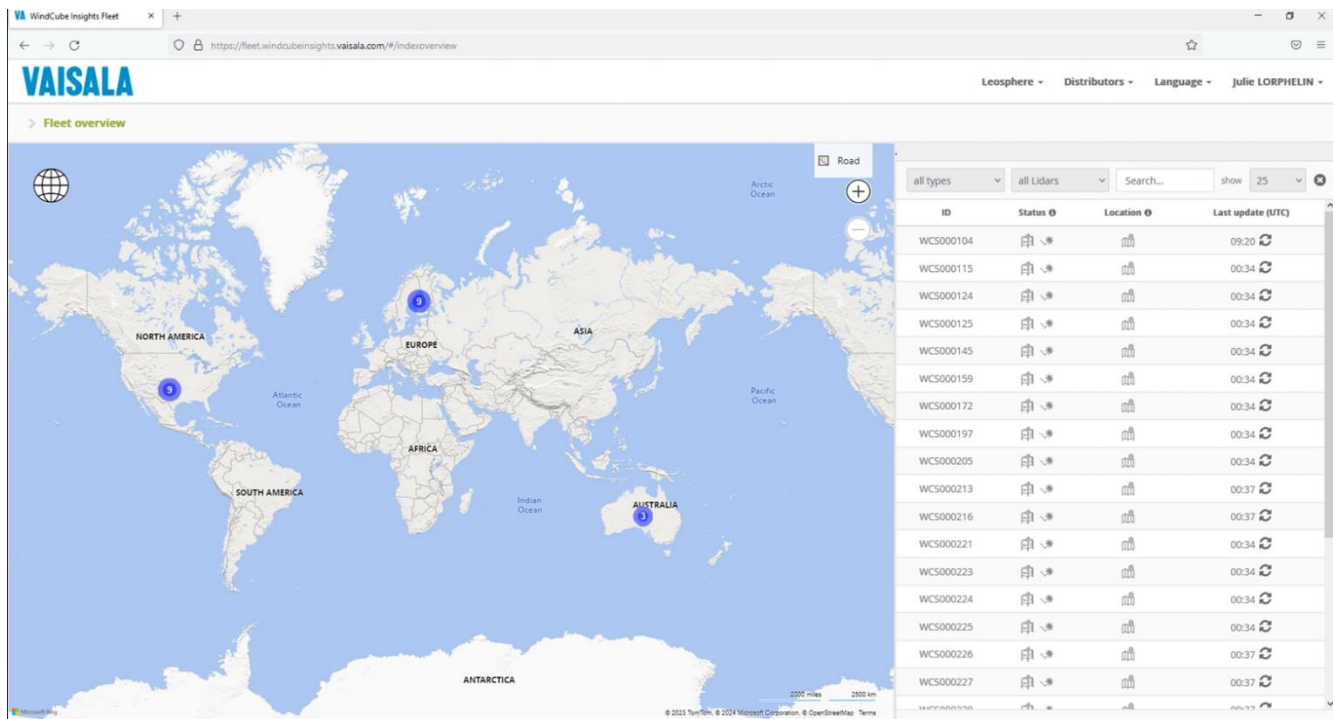 WindCube Insights Fleet
https://fleet.windcubeinsights.vaisala.com/#/indexoverview
VAISALA
Leosphere Distributors Language Julie LORPHELIN
Fleet overview
Road
Arctic
Ocean
NORTH AMERICA
9
EUROPE
ASIA
9
Atlantic
Ocean
Pacific
Ocean
AFRICA
SOUTH AMERICA
Indian
Ocean
AUSTRALIA
3
ANTARCTICA
2000 miles 2500 km
Microsoft Bing
© 2023 TomTom, © 2024 Microsoft Corporation, © OpenStreetMap Terms
all types all Lidars Search... show 25
ID Status Location Last update (UTC)
WCS000104 09:20
WCS000115 00:34
WCS000124 00:34
WCS000125 00:34
WCS000145 00:34
WCS000159 00:34
WCS000172 00:34
WCS000197 00:34
WCS000205 00:34
WCS000213 00:37
WCS000216 00:37
WCS000221 00:34
WCS000223 00:34
WCS000224 00:34
WCS000225 00:34
WCS000226 00:37
WCS000227 00:37